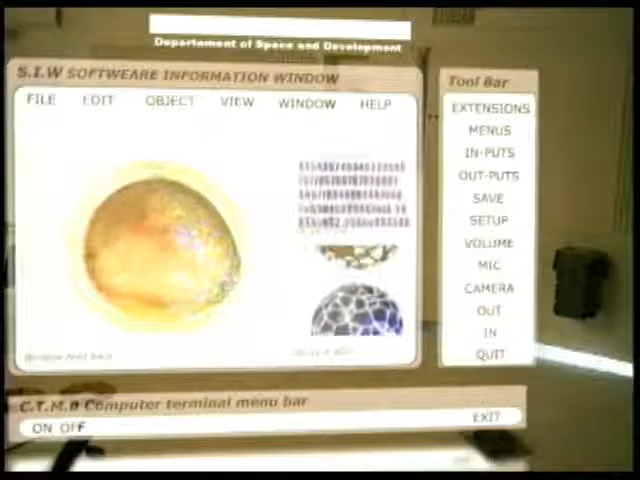 Departament of Space and Development
S.I.W SOFTWEARE INFORMATION WINDOW
FILE EDIT OBJECT VIEW WINDOW HELP
Tool Bar
EXTENSIONS
MENUS
IN-PUTS
OUT-PUTS
SAVE
SETUP
VOLUME
MIC
CAMERA
OUT
IN
QUIT
C.T.M.B Computer terminal menu bar
ON OFF EXIT